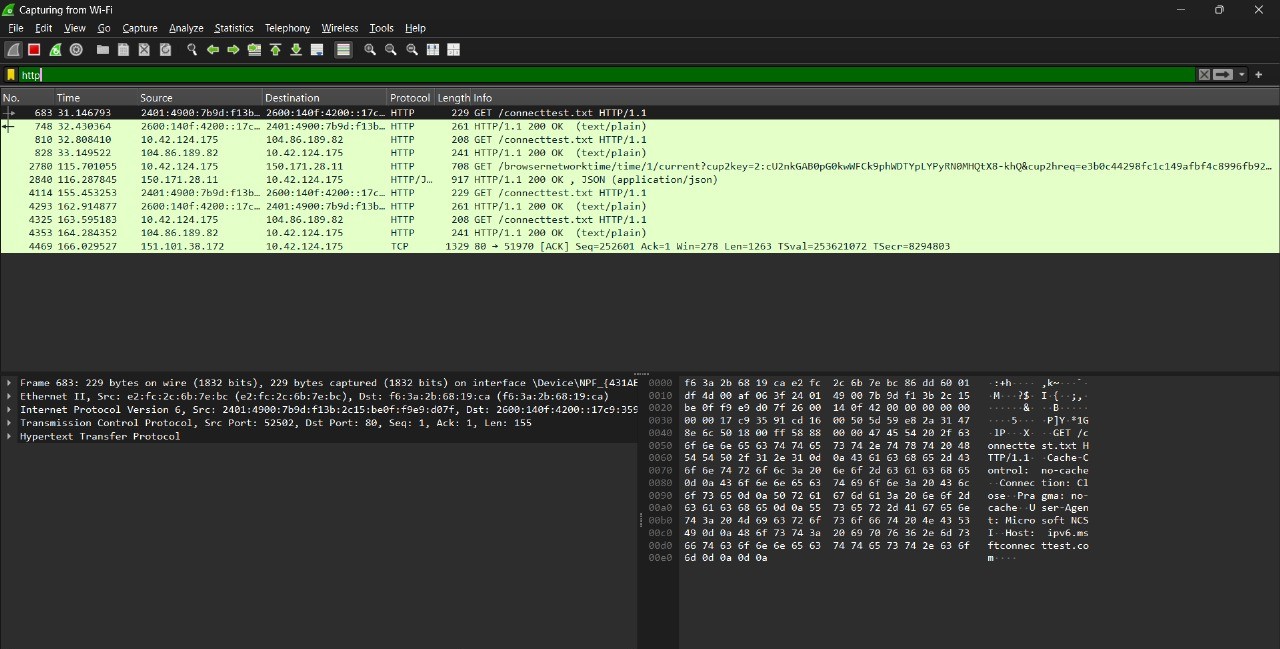 Capturing from Wi-Fi
File Edit View Go Capture Analyze Statistics Telephony Wireless Tools Help
http
No. Time Source Destination Protocol Length Info
683 31.146793 2401:4900:7b9d:f13b… 2600:140f:4200::17c… HTTP 229 GET /connecttest.txt HTTP/1.1
748 32.430364 2600:140f:4200::17c… 2401:4900:7b9d:f13b… HTTP 261 HTTP/1.1 200 OK (text/plain)
810 32.808410 10.42.124.175 104.86.189.82 HTTP 208 GET /connecttest.txt HTTP/1.1
828 33.149522 104.86.189.82 10.42.124.175 HTTP 241 HTTP/1.1 200 OK (text/plain)
2780 115.701055 10.42.124.175 150.171.28.11 HTTP 708 GET /browsernetworktime/time/1/current?cup2key=2:cU2nkGAB0pG0kwWFCk9phWDTYpLYPyRN0MHQtX8-khQ&cup2hreq=e3b0c44298fc1c149afbf4c8996fb92…
2840 116.287845 150.171.28.11 10.42.124.175 HTTP/J… 917 HTTP/1.1 200 OK , JSON (application/json)
4114 155.453253 2401:4900:7b9d:f13b… 2600:140f:4200::17c… HTTP 229 GET /connecttest.txt HTTP/1.1
4293 162.914877 2600:140f:4200::17c… 2401:4900:7b9d:f13b… HTTP 261 HTTP/1.1 200 OK (text/plain)
4325 163.595183 10.42.124.175 104.86.189.82 HTTP 208 GET /connecttest.txt HTTP/1.1
4353 164.284352 104.86.189.82 10.42.124.175 HTTP 241 HTTP/1.1 200 OK (text/plain)
4469 166.029527 151.101.38.172 10.42.124.175 TCP 1329 80 → 51970 [ACK] Seq=252601 Ack=1 Win=278 Len=1263 TSval=253621072 TSecr=8294803
Frame 683: 229 bytes on wire (1832 bits), 229 bytes captured (1832 bits) on interface \Device\NPF_{431AE
Ethernet II, Src: e2:fc:2c:6b:7e:bc (e2:fc:2c:6b:7e:bc), Dst: f6:3a:2b:68:19:ca (f6:3a:2b:68:19:ca)
Internet Protocol Version 6, Src: 2401:4900:7b9d:f13b:2c15:be0f:f9e9:d07f, Dst: 2600:140f:4200::17c9:359
Transmission Control Protocol, Src Port: 52502, Dst Port: 80, Seq: 1, Ack: 1, Len: 155
Hypertext Transfer Protocol
0000 f6 3a 2b 68 19 ca e2 fc 2c 6b 7e bc 86 dd 60 01 ·:+h···· ,k~···`·
0010 df 4d 00 af 06 3f 24 01 49 00 7b 9d f1 3b 2c 15 ·M···?$· I·{··;,·
0020 be 0f f9 e9 d0 7f 26 00 14 0f 42 00 00 00 00 00 ······&· ··B·····
0030 00 00 17 c9 35 91 cd 16 00 50 5d 59 e8 2a 31 47 ····5··· ·P]Y·*1G
0040 8e 6c 50 18 00 ff 58 88 00 00 47 45 54 20 2f 63 ·lP···X· ··GET /c
0050 6f 6e 6e 65 63 74 74 65 73 74 2e 74 78 74 20 48 onnectte st.txt H
0060 54 54 50 2f 31 2e 31 0d 0a 43 61 63 68 65 2d 43 TTP/1.1· ·Cache-C
0070 6f 6e 74 72 6f 6c 3a 20 6e 6f 2d 63 61 63 68 65 ontrol: no-cache
0080 0d 0a 43 6f 6e 6e 65 63 74 69 6f 6e 3a 20 43 6c ··Connec tion: Cl
0090 6f 73 65 0d 0a 50 72 61 67 6d 61 3a 20 6e 6f 2d ose··Pra gma: no-
00a0 63 61 63 68 65 0d 0a 55 73 65 72 2d 41 67 65 6e cache··U ser-Agen
00b0 74 3a 20 4d 69 63 72 6f 73 6f 66 74 20 4e 43 53 t: Micro soft NCS
00c0 49 0d 0a 48 6f 73 74 3a 20 69 70 76 36 2e 6d 73 I··Host: ipv6.ms
00d0 66 74 63 6f 6e 6e 65 63 74 74 65 73 74 2e 63 6f ftconnec ttest.co
00e0 6d 0d 0a 0d 0a m····